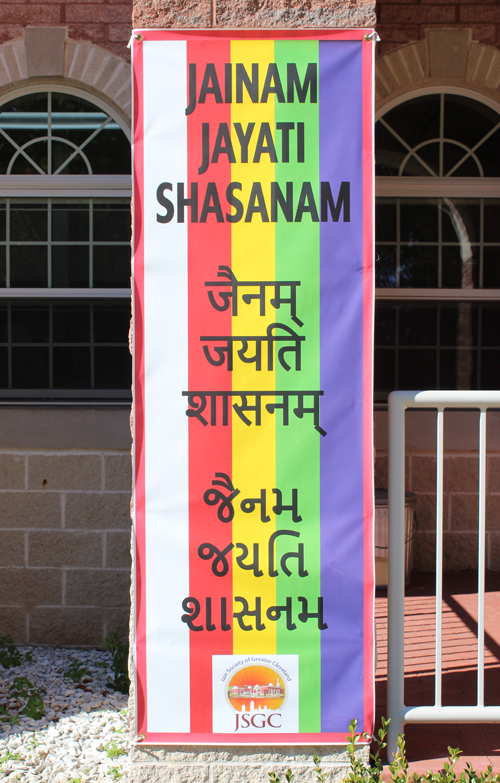 JAINAM
JAYATI
SHASANAM
जैनम्
जयति
शासनम्
જૈનમ
જયતિ
શાસનમ
Jain Society of Greater Cleveland
JSGC